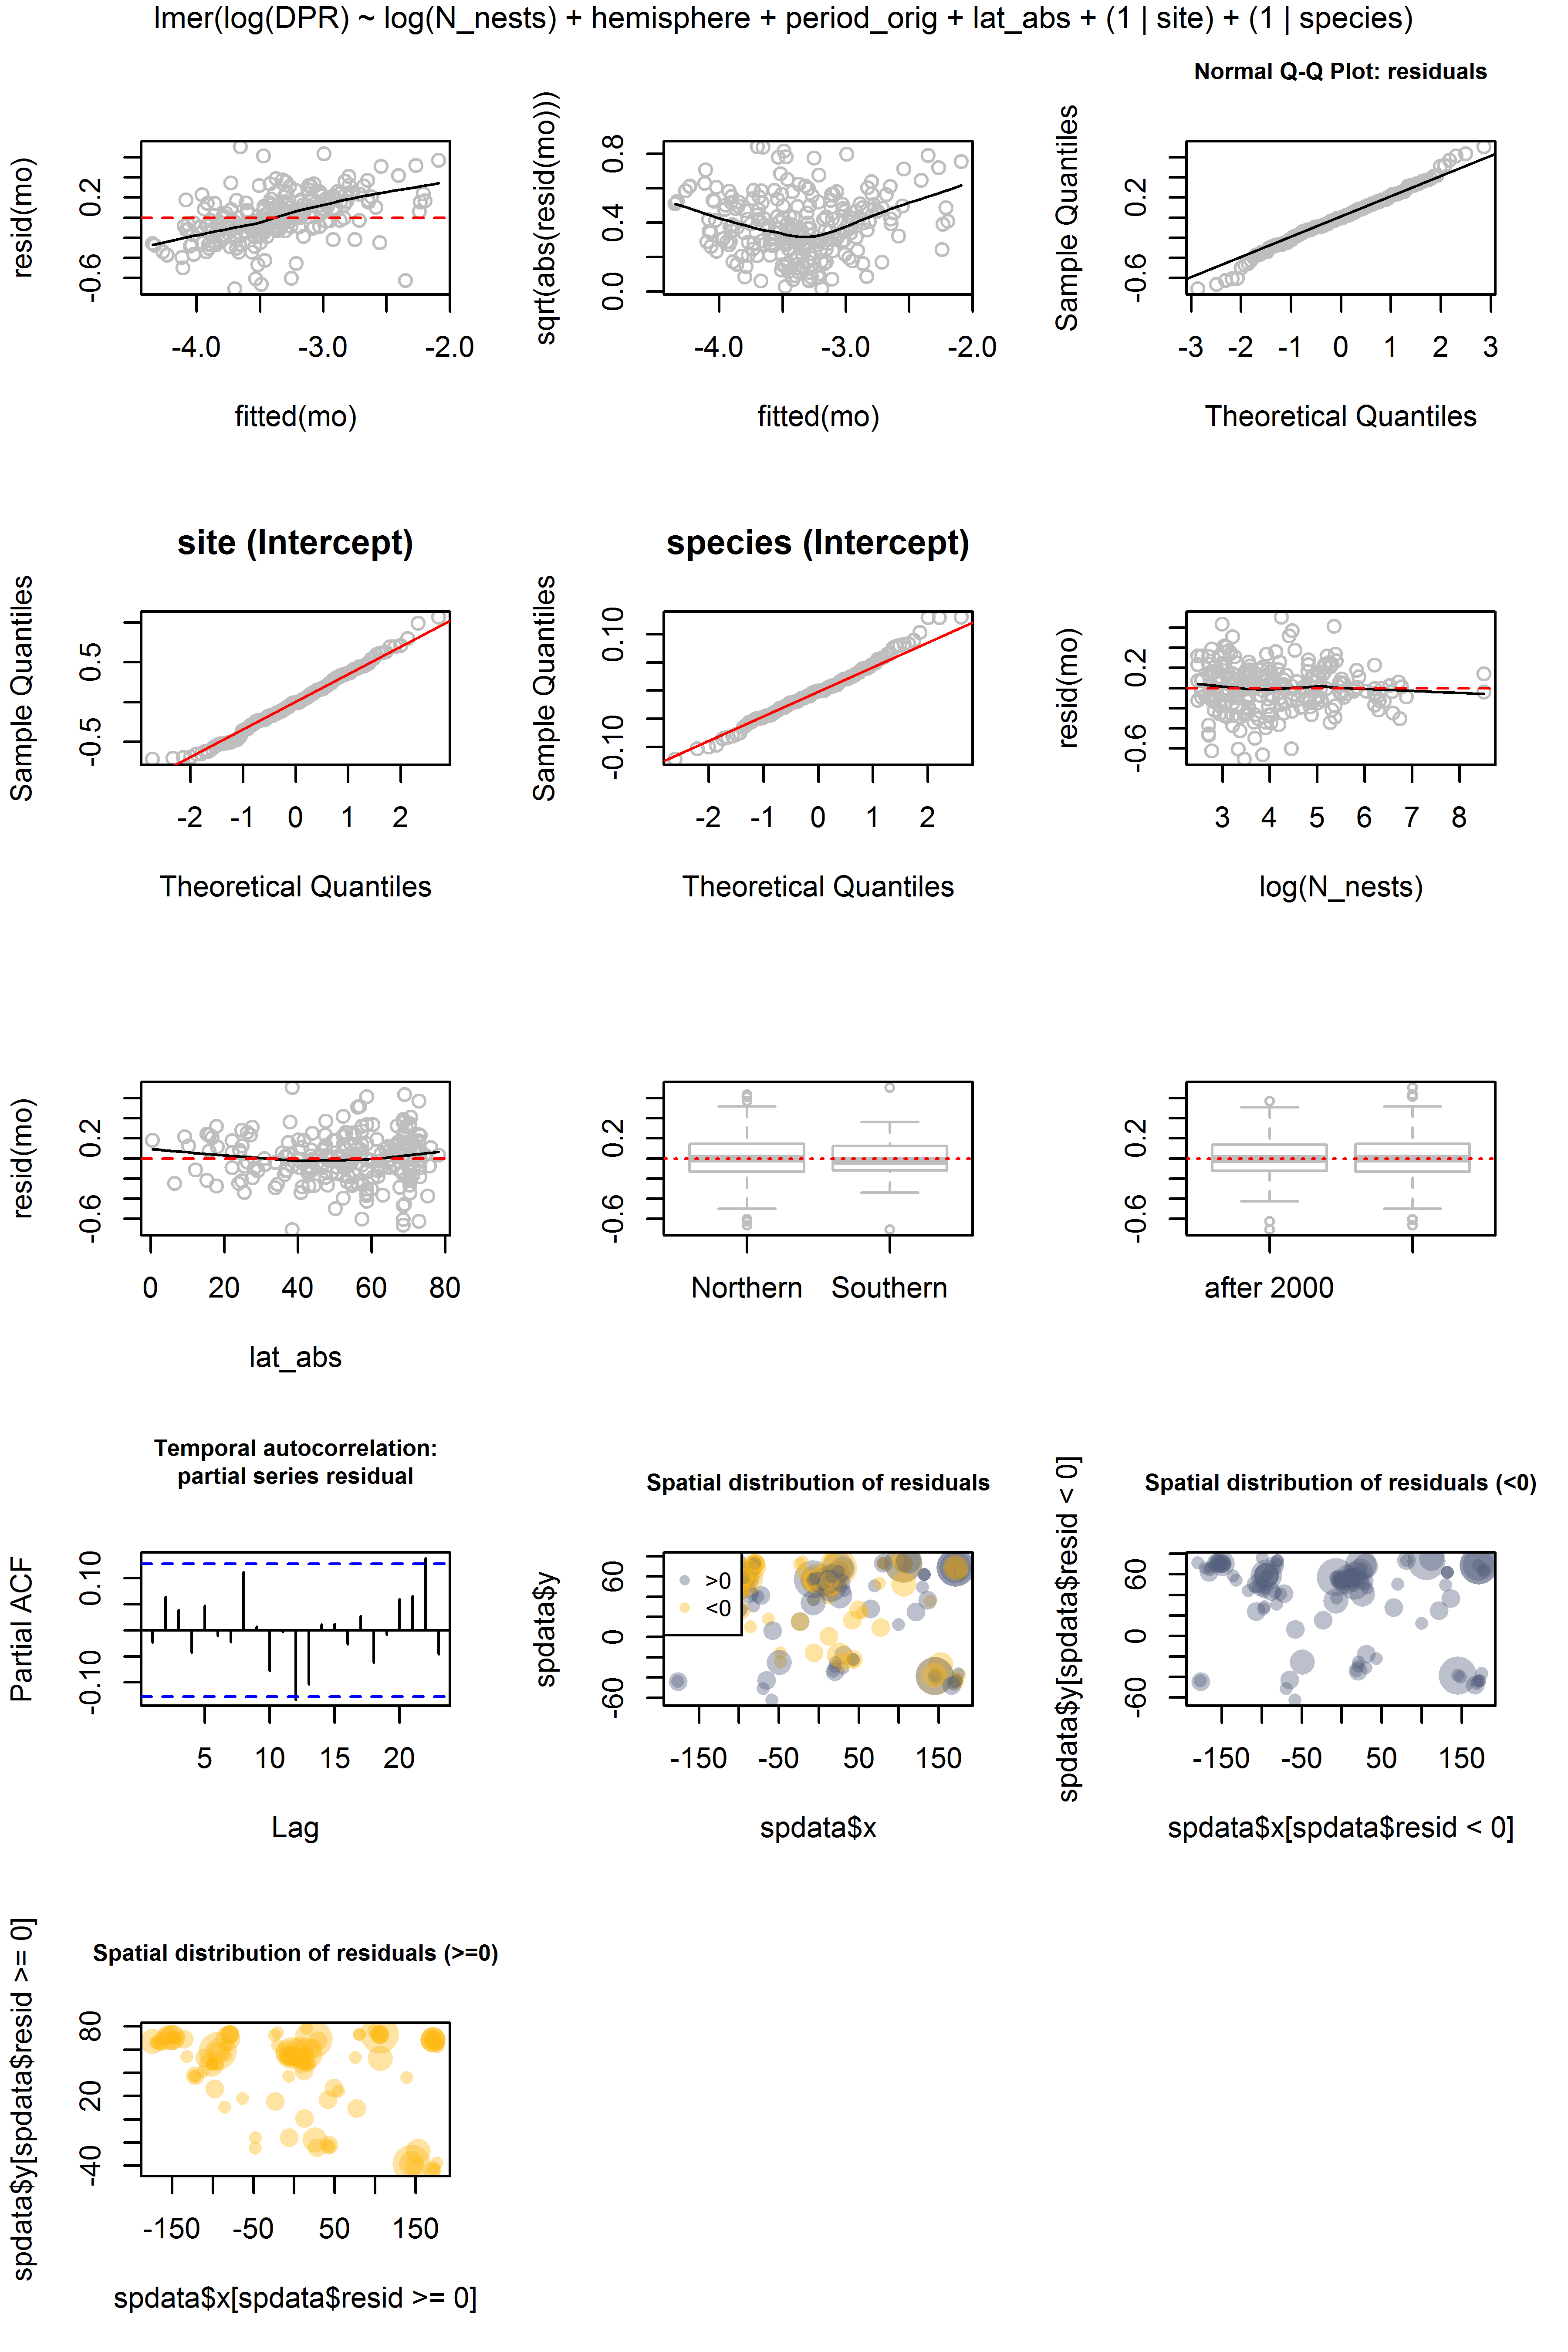 lmer(log(DPR) ~ log(N_nests) + hemisphere + period_orig + lat_abs + (1 | site) + (1 | species)
resid(mo)
0.2
-0.6
-4.0 -3.0 -2.0
fitted(mo)
sqrt(abs(resid(mo)))
0.8
0.4
0.0
-4.0 -3.0 -2.0
fitted(mo)
Normal Q-Q Plot: residuals
Sample Quantiles
0.2
-0.6
-3 -2 -1 0 1 2 3
Theoretical Quantiles
site (Intercept)
Sample Quantiles
0.5
-0.5
-2 -1 0 1 2
Theoretical Quantiles
species (Intercept)
Sample Quantiles
0.10
-0.10
-2 -1 0 1 2
Theoretical Quantiles
resid(mo)
0.2
-0.6
3 4 5 6 7 8
log(N_nests)
resid(mo)
0.2
-0.6
0 20 40 60 80
lat_abs
0.2
-0.6
Northern Southern
0.2
-0.6
after 2000
Temporal autocorrelation:
partial series residual
Partial ACF
0.10
-0.10
5 10 15 20
Lag
Spatial distribution of residuals
spdata$y
60
0
-60
>0
<0
-150 -50 50 150
spdata$x
Spatial distribution of residuals (<0)
spdata$y[spdata$resid < 0]
60
0
-60
-150 -50 50 150
spdata$x[spdata$resid < 0]
Spatial distribution of residuals (>=0)
spdata$y[spdata$resid >= 0]
80
20
-40
-150 -50 50 150
spdata$x[spdata$resid >= 0]